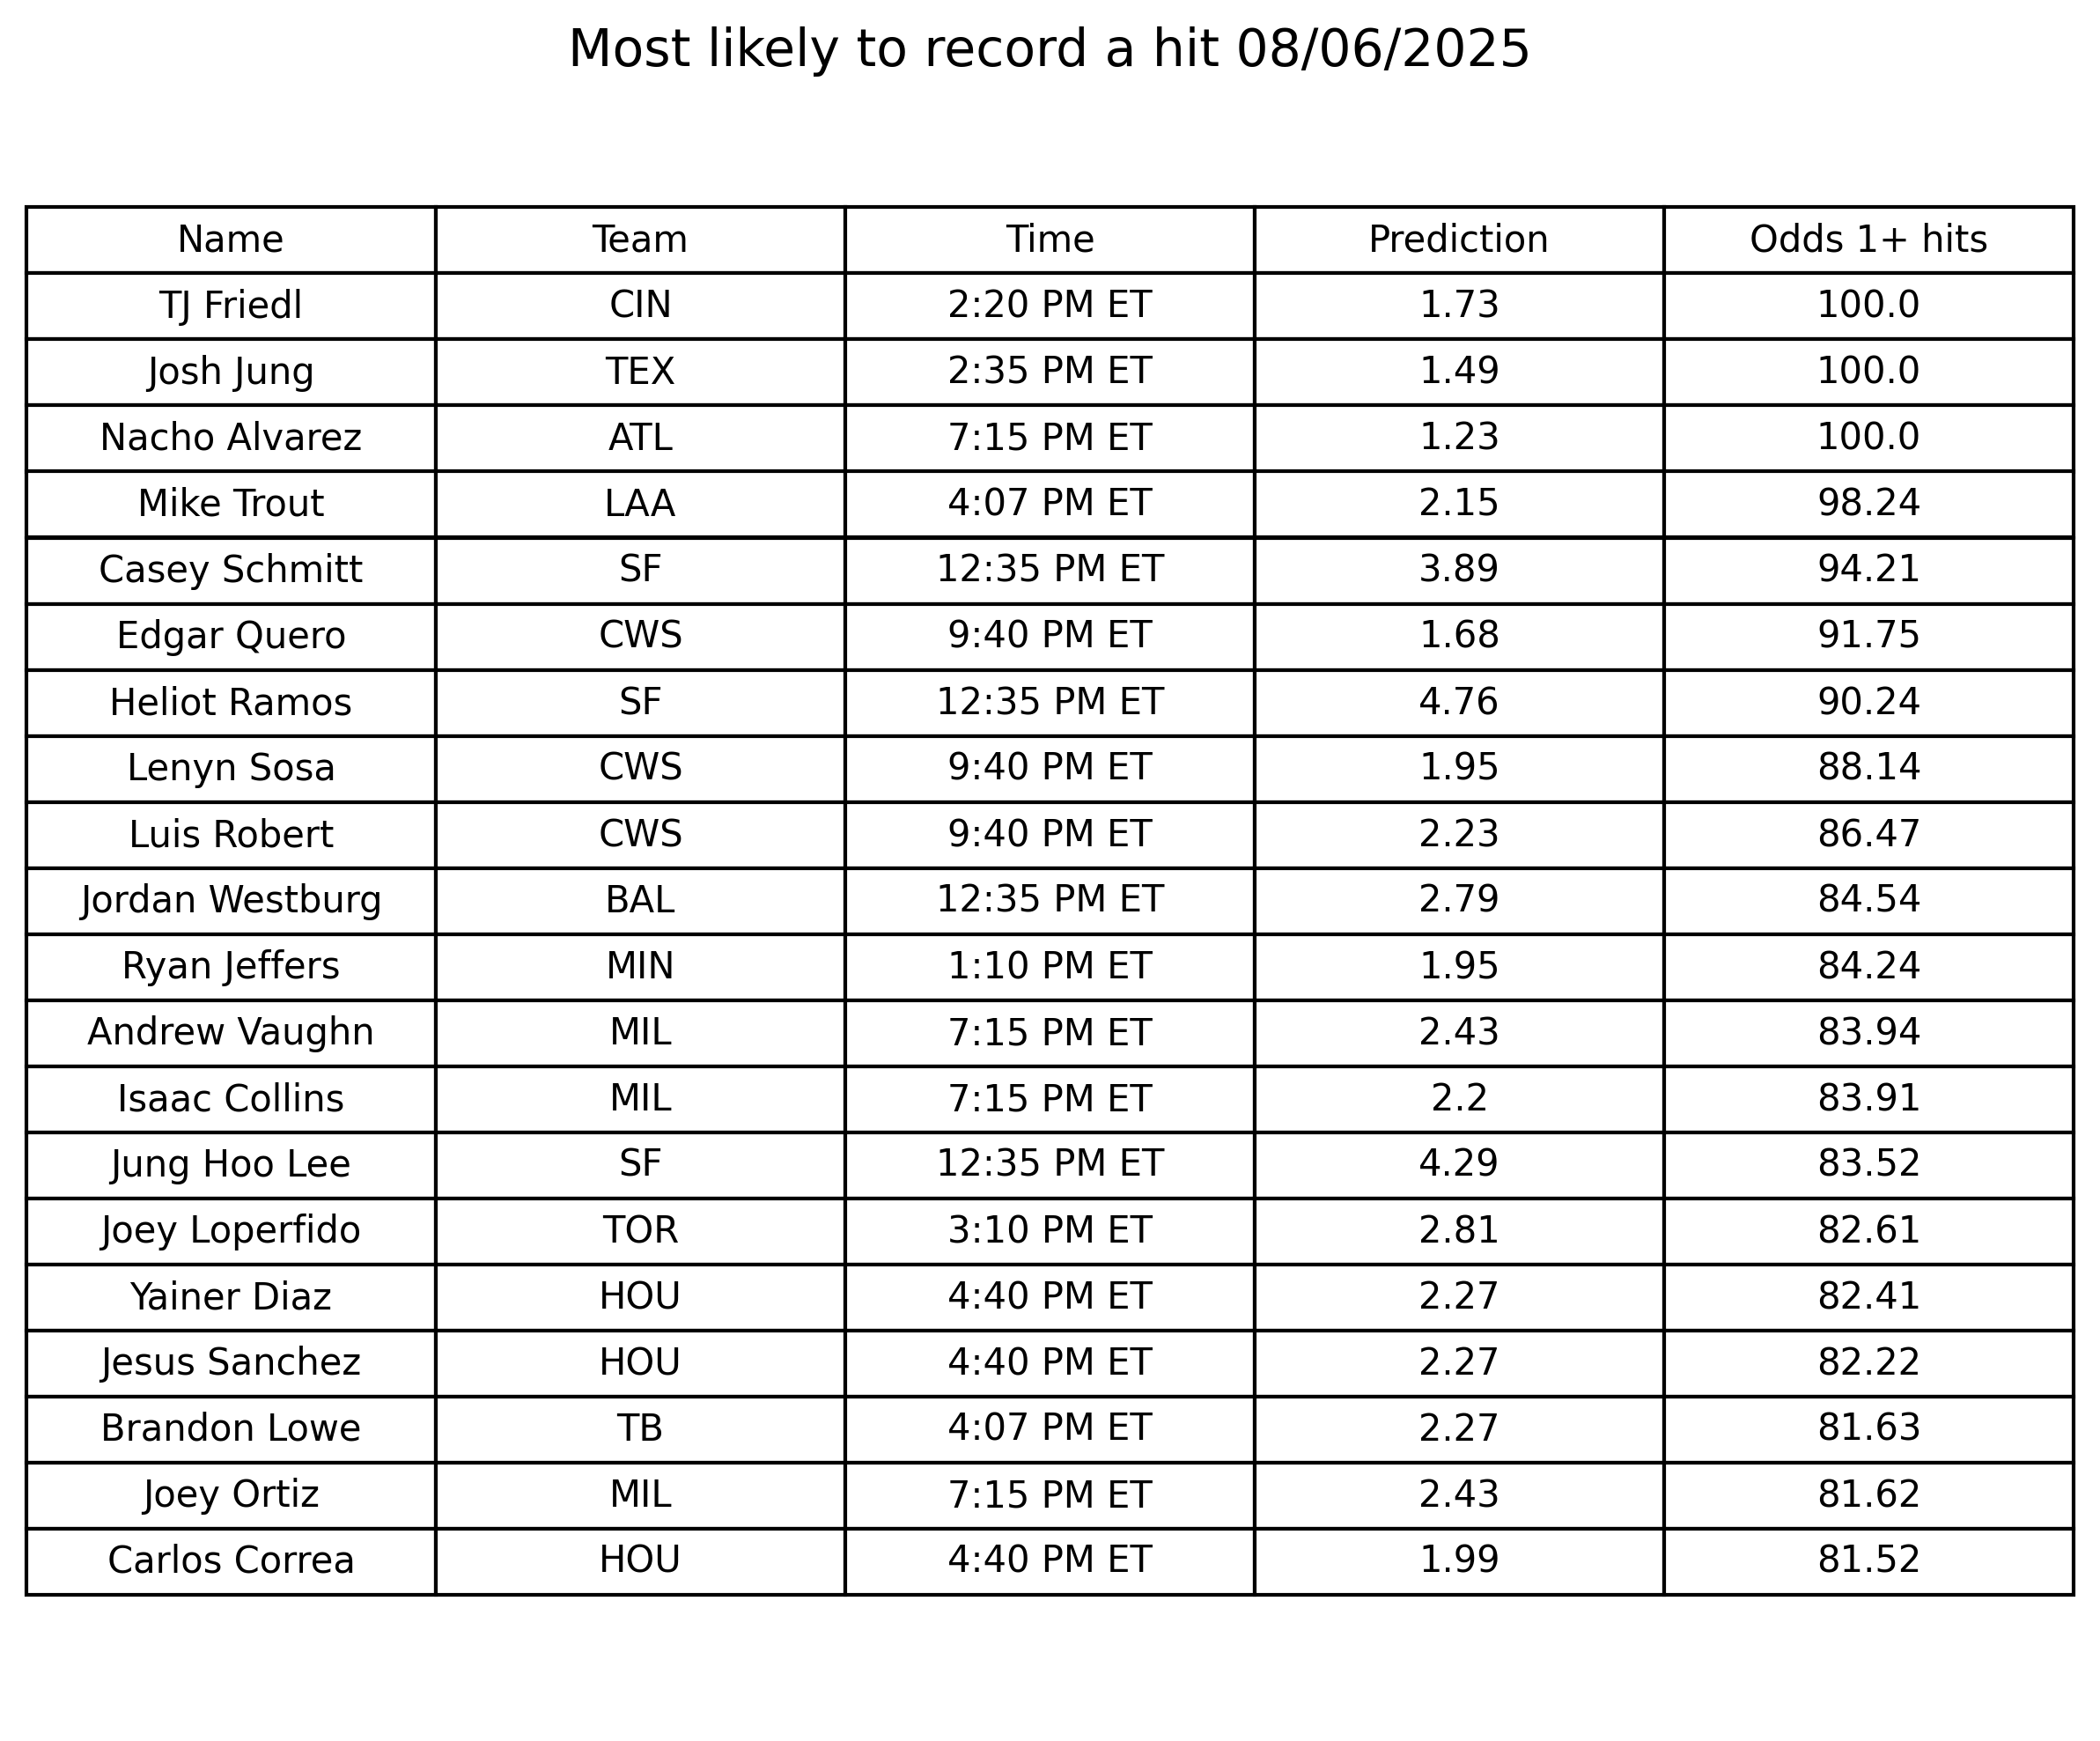 Most likely to record a hit 08/06/2025
Name Team Time Prediction Odds 1+ hits
TJ Friedl CIN 2:20 PM ET 1.73 100.0
Josh Jung TEX 2:35 PM ET 1.49 100.0
Nacho Alvarez ATL 7:15 PM ET 1.23 100.0
Mike Trout LAA 4:07 PM ET 2.15 98.24
Casey Schmitt SF 12:35 PM ET 3.89 94.21
Edgar Quero CWS 9:40 PM ET 1.68 91.75
Heliot Ramos SF 12:35 PM ET 4.76 90.24
Lenyn Sosa CWS 9:40 PM ET 1.95 88.14
Luis Robert CWS 9:40 PM ET 2.23 86.47
Jordan Westburg BAL 12:35 PM ET 2.79 84.54
Ryan Jeffers MIN 1:10 PM ET 1.95 84.24
Andrew Vaughn MIL 7:15 PM ET 2.43 83.94
Isaac Collins MIL 7:15 PM ET 2.2 83.91
Jung Hoo Lee SF 12:35 PM ET 4.29 83.52
Joey Loperfido TOR 3:10 PM ET 2.81 82.61
Yainer Diaz HOU 4:40 PM ET 2.27 82.41
Jesus Sanchez HOU 4:40 PM ET 2.27 82.22
Brandon Lowe TB 4:07 PM ET 2.27 81.63
Joey Ortiz MIL 7:15 PM ET 2.43 81.62
Carlos Correa HOU 4:40 PM ET 1.99 81.52